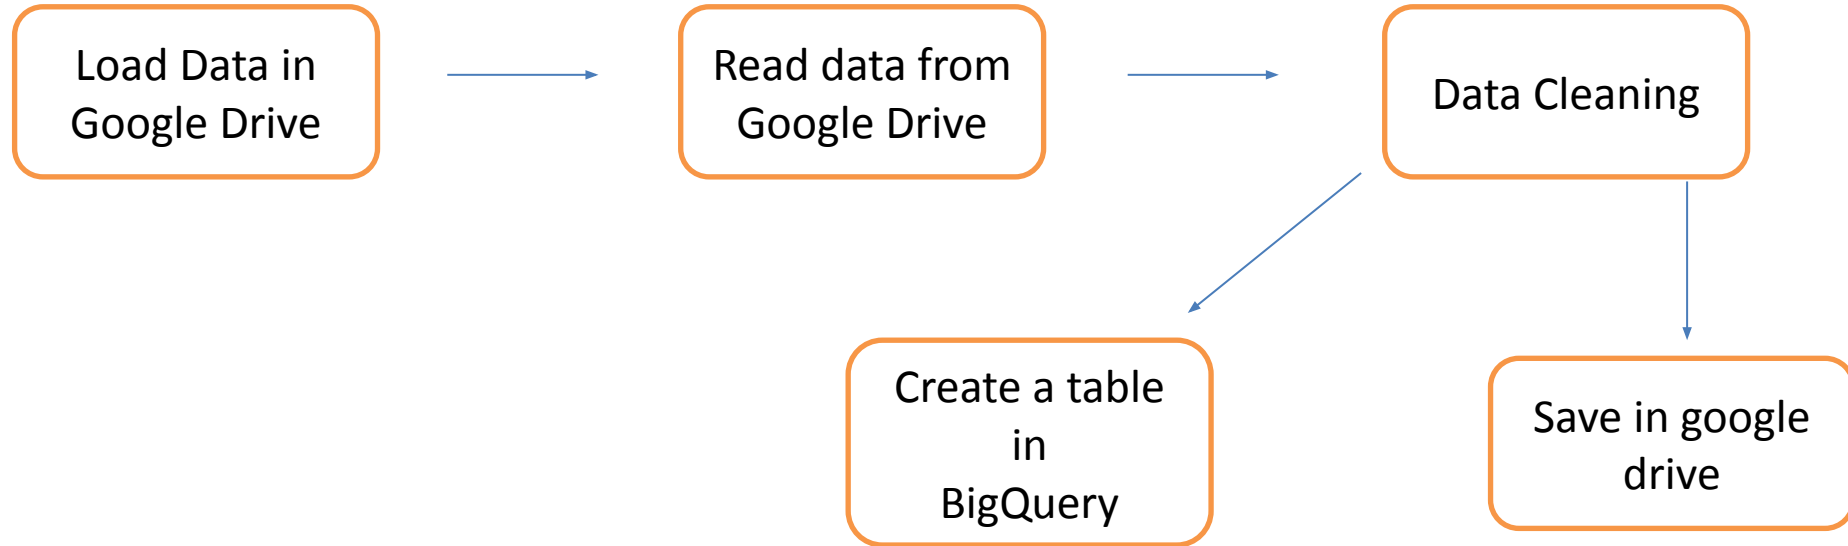 Load Data in
Google Drive
Read data from
Google Drive
Data Cleaning
Create a table
in
BigQuery
Save in google
drive